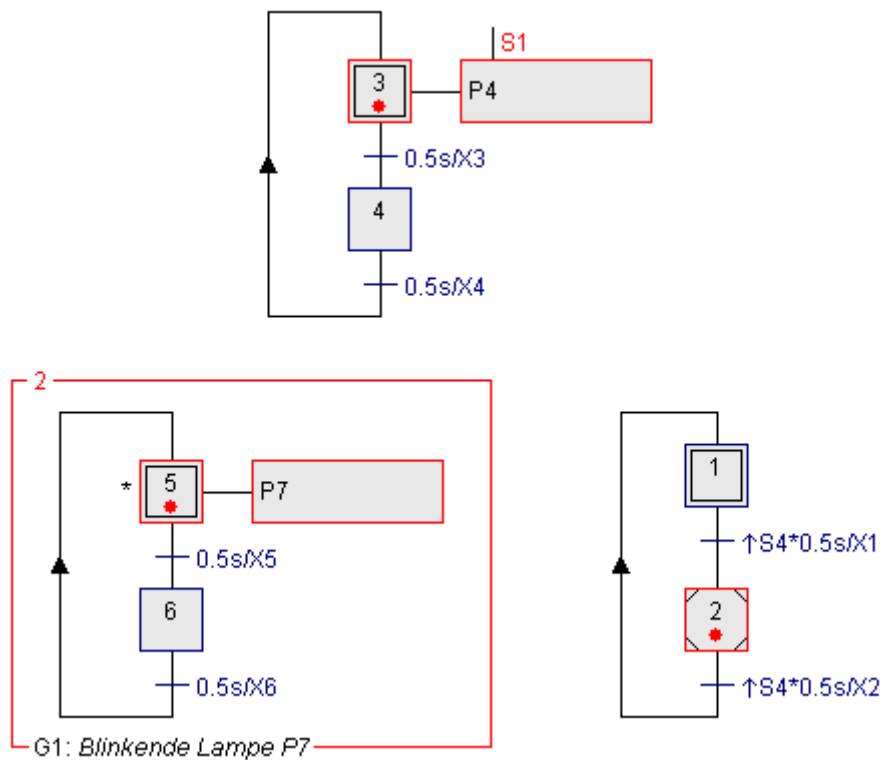 S1
3
P4
0.5s/X3
4
0.5s/X4
2
* 5 P7
0.5s/X5
6
0.5s/X6
G1: Blinkende Lampe P7
1
↑S4*0.5s/X1
2
↑S4*0.5s/X2